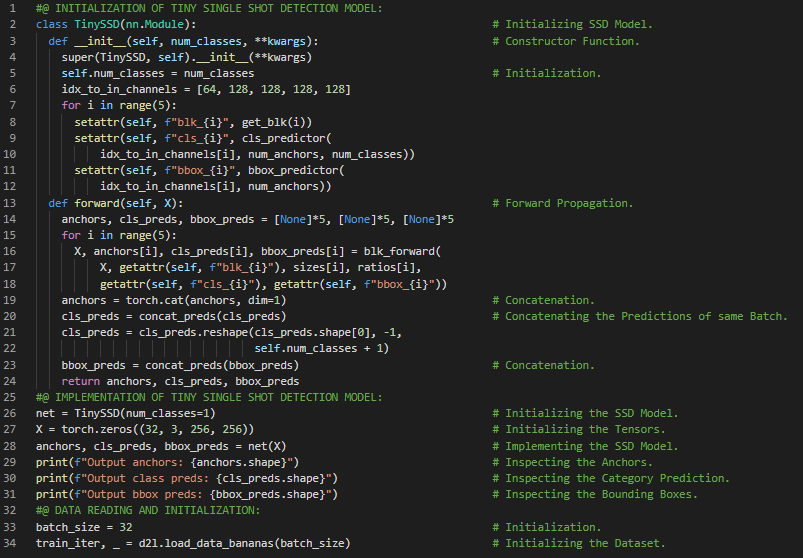 1 #@ INITIALIZATION OF TINY SINGLE SHOT DETECTION MODEL:
2 class TinySSD(nn.Module): # Initializing SSD Model.
3 def __init__(self, num_classes, **kwargs): # Constructor Function.
4 super(TinySSD, self).__init__(**kwargs)
5 self.num_classes = num_classes # Initialization.
6 idx_to_in_channels = [64, 128, 128, 128, 128]
7 for i in range(5):
8 setattr(self, f"blk_{i}", get_blk(i))
9 setattr(self, f"cls_{i}", cls_predictor(
10 idx_to_in_channels[i], num_anchors, num_classes))
11 setattr(self, f"bbox_{i}", bbox_predictor(
12 idx_to_in_channels[i], num_anchors))
13 def forward(self, X): # Forward Propagation.
14 anchors, cls_preds, bbox_preds = [None]*5, [None]*5, [None]*5
15 for i in range(5):
16 X, anchors[i], cls_preds[i], bbox_preds[i] = blk_forward(
17 X, getattr(self, f"blk_{i}"), sizes[i], ratios[i],
18 getattr(self, f"cls_{i}"), getattr(self, f"bbox_{i}"))
19 anchors = torch.cat(anchors, dim=1) # Concatenation.
20 cls_preds = concat_preds(cls_preds) # Concatenating the Predictions of same Batch.
21 cls_preds = cls_preds.reshape(cls_preds.shape[0], -1,
22 self.num_classes + 1)
23 bbox_preds = concat_preds(bbox_preds) # Concatenation.
24 return anchors, cls_preds, bbox_preds
25 #@ IMPLEMENTATION OF TINY SINGLE SHOT DETECTION MODEL:
26 net = TinySSD(num_classes=1) # Initializing the SSD Model.
27 X = torch.zeros((32, 3, 256, 256)) # Initializing the Tensors.
28 anchors, cls_preds, bbox_preds = net(X) # Implementing the SSD Model.
29 print(f"Output anchors: {anchors.shape}") # Inspecting the Anchors.
30 print(f"Output class preds: {cls_preds.shape}") # Inspecting the Category Prediction.
31 print(f"Output bbox preds: {bbox_preds.shape}") # Inspecting the Bounding Boxes.
32 #@ DATA READING AND INITIALIZATION:
33 batch_size = 32 # Initialization.
34 train_iter, _ = d2l.load_data_bananas(batch_size) # Initializing the Dataset.